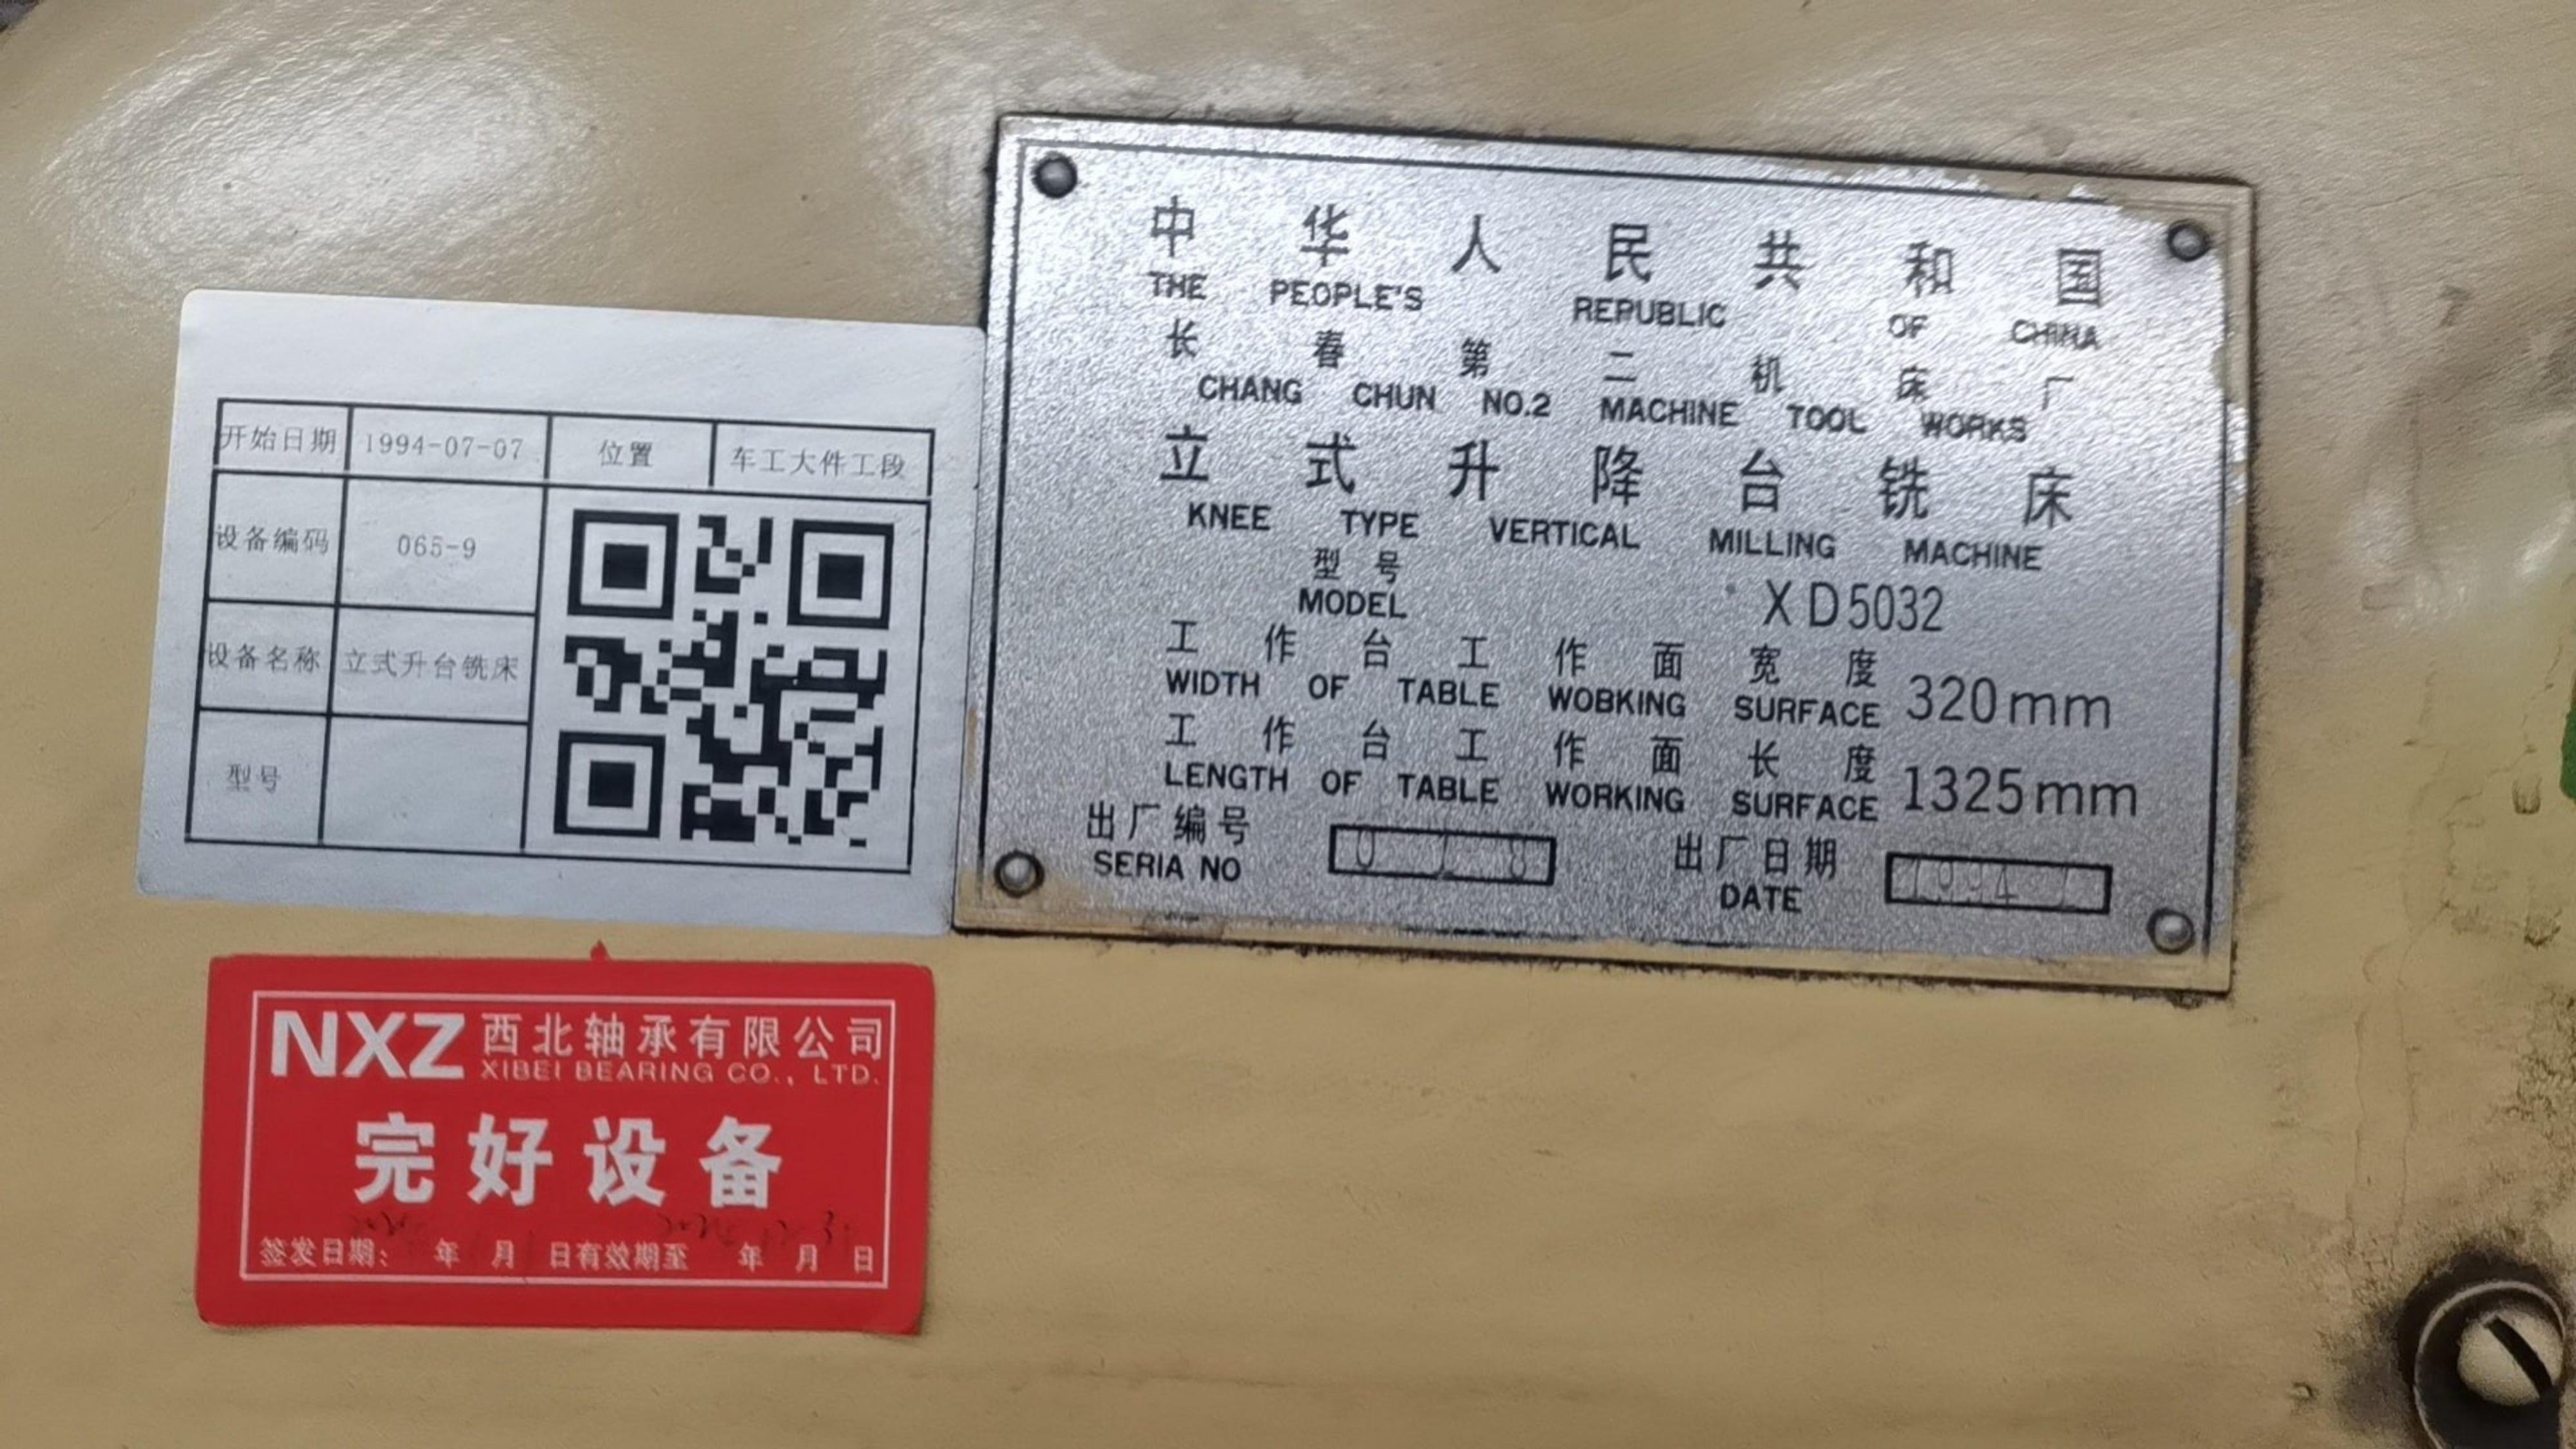 中华人民共和国
THE PEOPLE'S REPUBLIC OF CHINA
长春第二机床厂
CHANG CHUN NO.2 MACHINE TOOL WORKS
立式升降台铣床
KNEE TYPE VERTICAL MILLING MACHINE
型号
MODEL XD5032
工作台工作面宽度
WIDTH OF TABLE WOBKING SURFACE 320mm
工作台工作面长度
LENGTH OF TABLE WORKING SURFACE 1325mm
出厂编号 出厂日期
SERIA NO DATE 1994
开始日期 1994-07-07 位置 车工大件工段
设备编码 065-9
设备名称 立式升台铣床
型号
NXZ 西北轴承有限公司
XIBEI BEARING CO., LTD.
完好设备
签发日期: 年 月 日有效期至 年 月 日